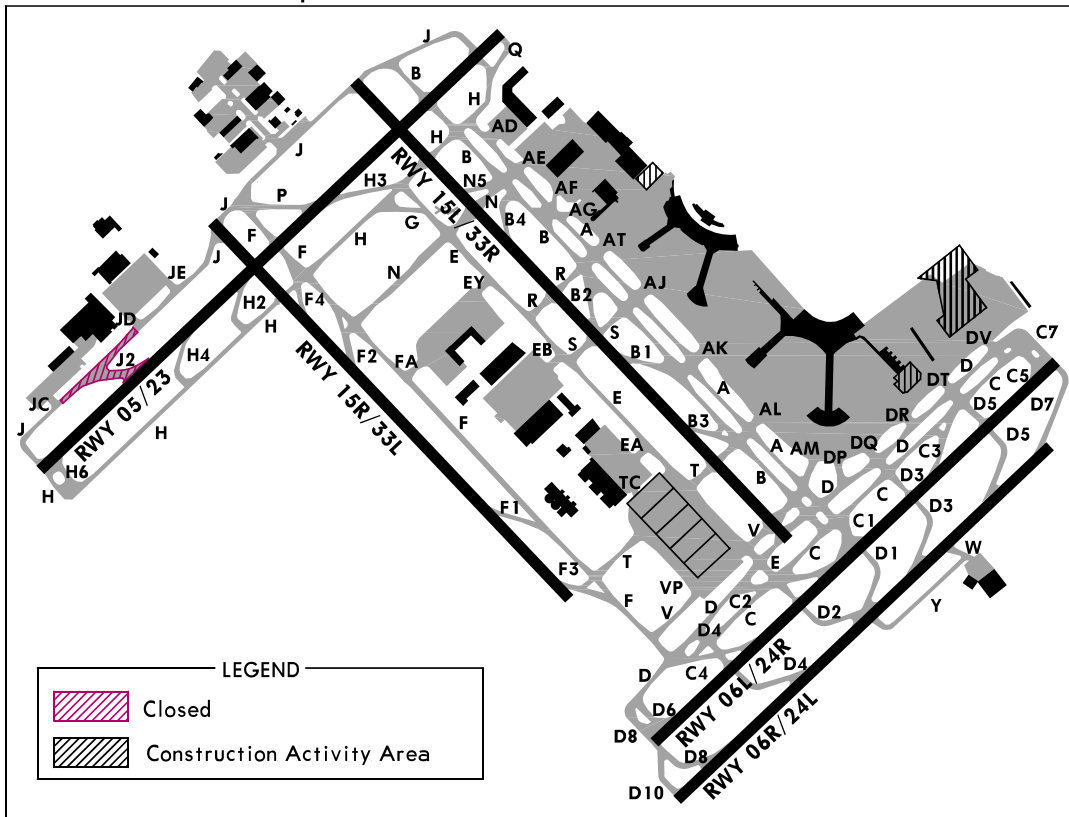 J
Q
B
H
AD
H
B
AE
J
RWY 15L/33R
H3
N5
AF
P
N
AG
J
G
B4
A
F
H
B
AT
F
E
J
JE
N
EY
R
AJ
H2
F4
R
B2
JD
H
S
DV
C7
J2
H4
F2
EB
S
B1
AK
D
RWY 15R/33L
FA
DT
C
C5
RWY 05/23
E
A
D5
D7
JC
AL
DR
F
B3
J
H
EA
A
AM
DQ
D
C3
D5
H6
T
DP
D3
H
TC
B
D
C
D3
F1
C1
V
C
D1
W
T
E
F3
VP
Y
F
V
D
C2
C
D2
D4
D4
D
C4
RWY 06L/24R
D6
D8
D8
RWY 06R/24L
D10
LEGEND
Closed
Construction Activity Area